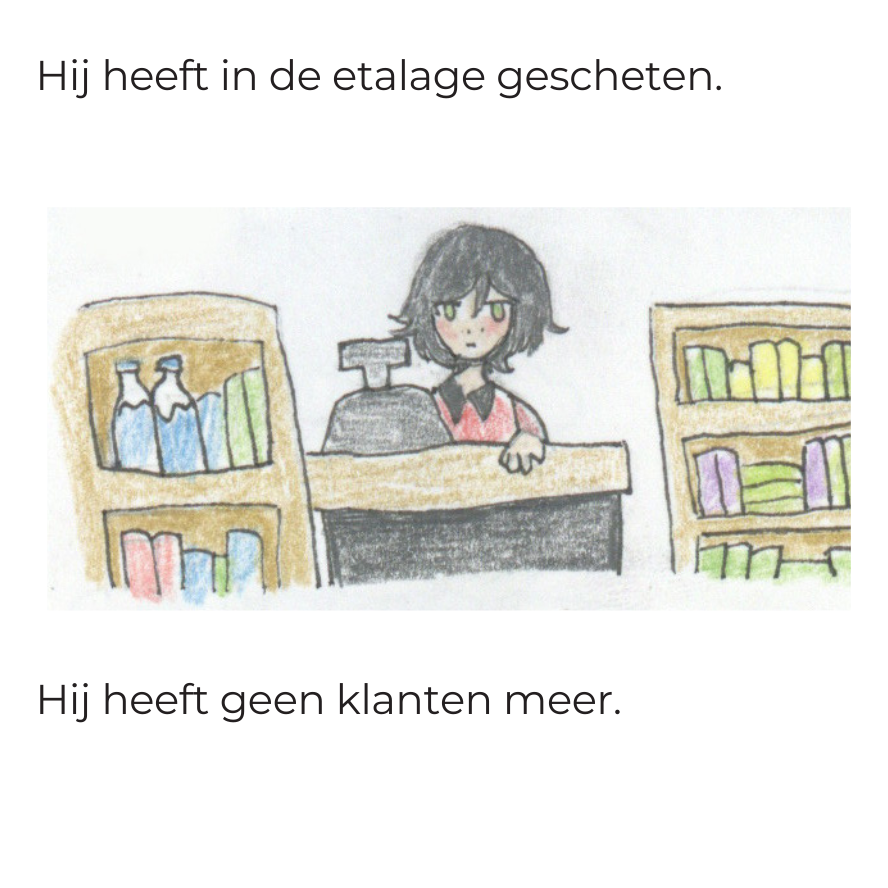 Hij heeft in de etalage gescheten.
Hij heeft geen klanten meer.